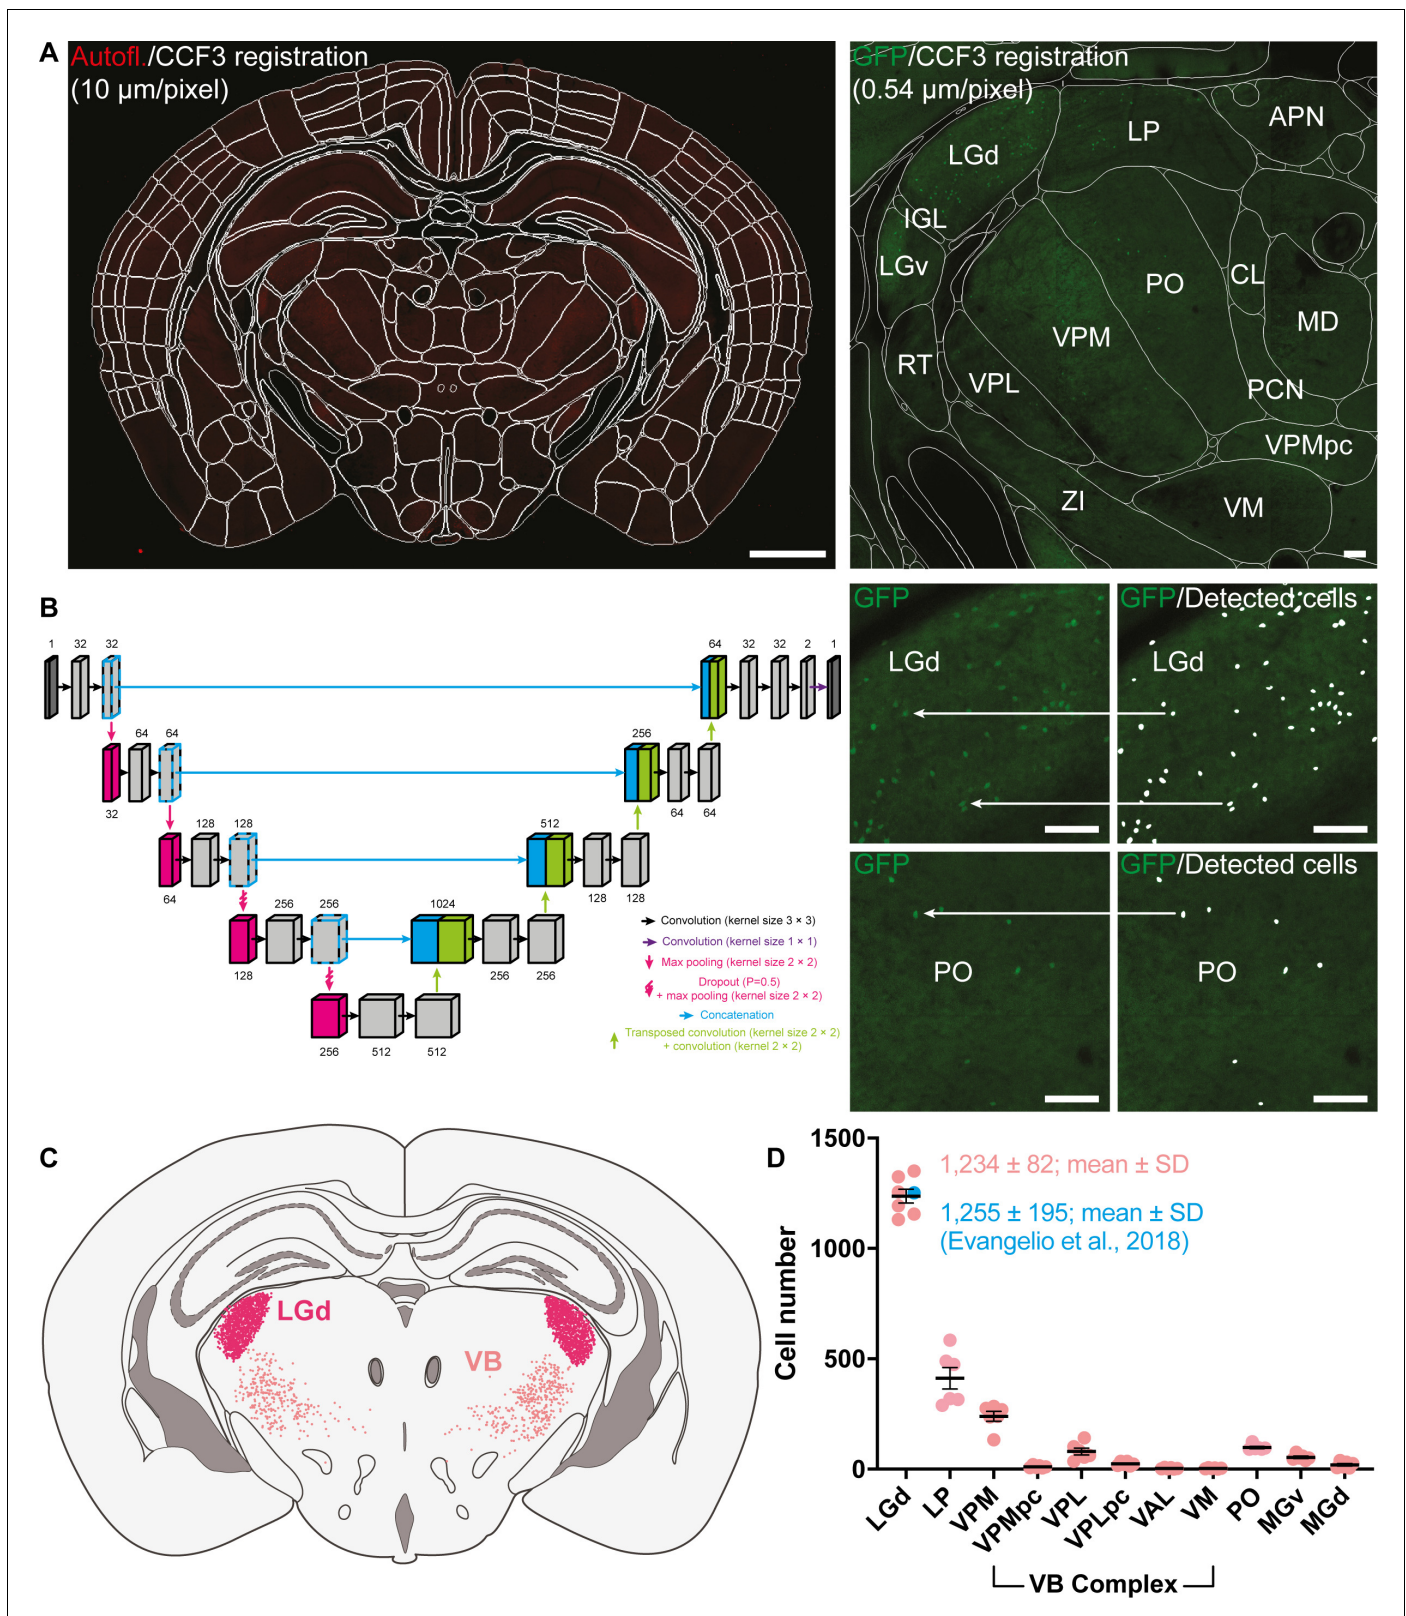 A
Autofl./CCF3 registration
(10 µm/pixel)
GFP/CCF3 registration
(0.54 µm/pixel)
APN
LP
LGd
IGL
LGv
PO
CL
MD
VPM
RT
VPL
PCN
VPMpc
ZI
VM
B
1
32
32
64
32
32
2
1
64
64
256
32
64
64
128
128
512
64
128
128
256
256
1024
128
256
256
256
512
512
Convolution (kernel size 3 × 3)
Convolution (kernel size 1 × 1)
Max pooling (kernel size 2 × 2)
Dropout (P=0.5)
+ max pooling (kernel size 2 × 2)
Concatenation
Transposed convolution (kernel size 2 × 2)
+ convolution (kernel 2 × 2)
GFP
GFP/Detected cells
LGd
LGd
GFP
GFP/Detected cells
PO
PO
C
LGd
VB
D
1,234 ± 82; mean ± SD
1,255 ± 195; mean ± SD
(Evangelio et al., 2018)
Cell number
1500
1000
500
0
LGd
LP
VPM
VPMpc
VPL
VPLpc
VAL
VM
PO
MGv
MGd
VB Complex